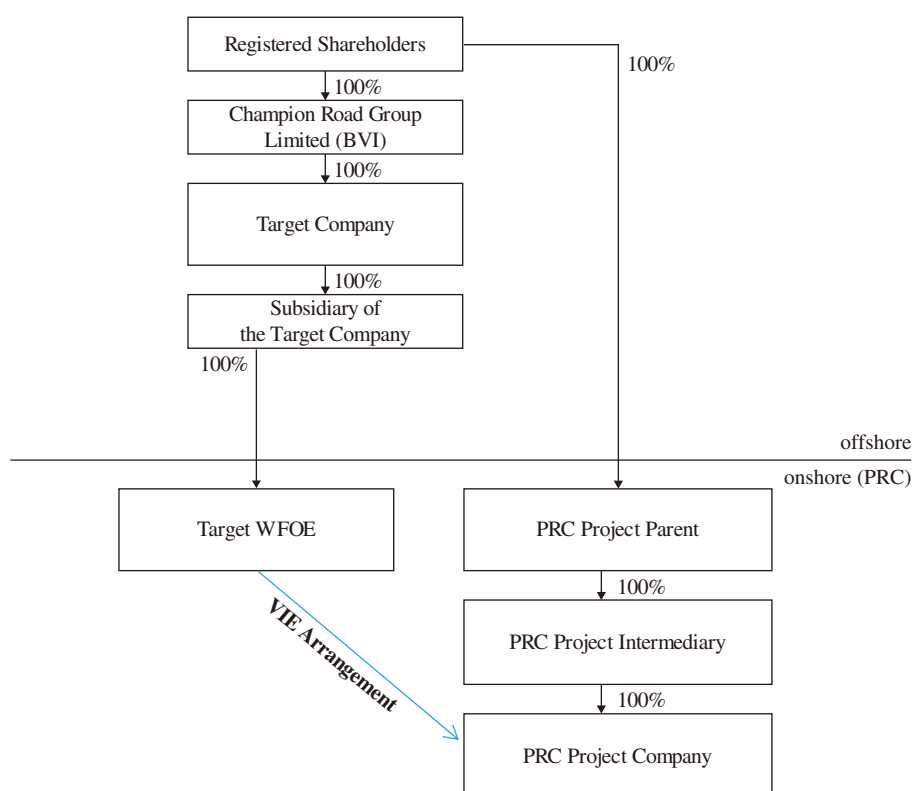 Registered Shareholders
100%
100%
Champion Road Group
Limited (BVI)
100%
Target Company
100%
Subsidiary of
the Target Company
100%
offshore
onshore (PRC)
Target WFOE
PRC Project Parent
100%
VIE Arrangement
PRC Project Intermediary
100%
PRC Project Company